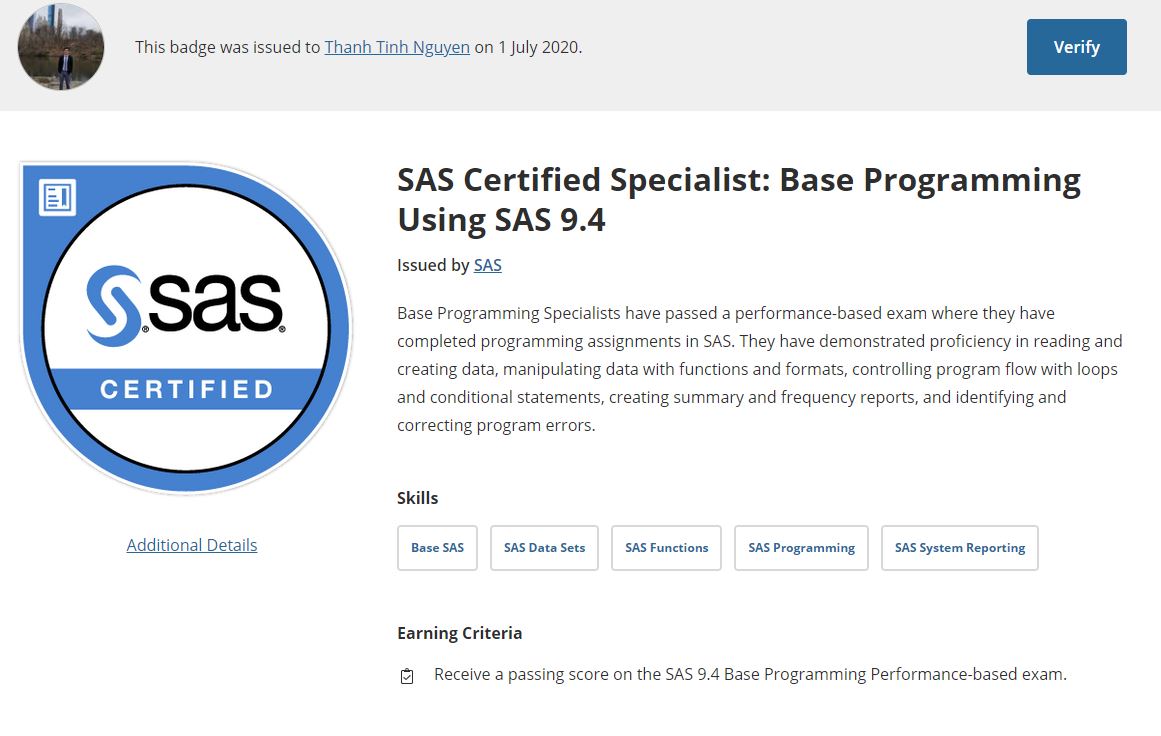 This badge was issued to Thanh Tinh Nguyen on 1 July 2020.
Verify
SAS Certified Specialist: Base Programming
Using SAS 9.4
Issued by SAS
Base Programming Specialists have passed a performance-based exam where they have
completed programming assignments in SAS. They have demonstrated proficiency in reading and
creating data, manipulating data with functions and formats, controlling program flow with loops
and conditional statements, creating summary and frequency reports, and identifying and
correcting program errors.
sas
CERTIFIED
Additional Details
Skills
Base SAS
SAS Data Sets
SAS Functions
SAS Programming
SAS System Reporting
Earning Criteria
Receive a passing score on the SAS 9.4 Base Programming Performance-based exam.